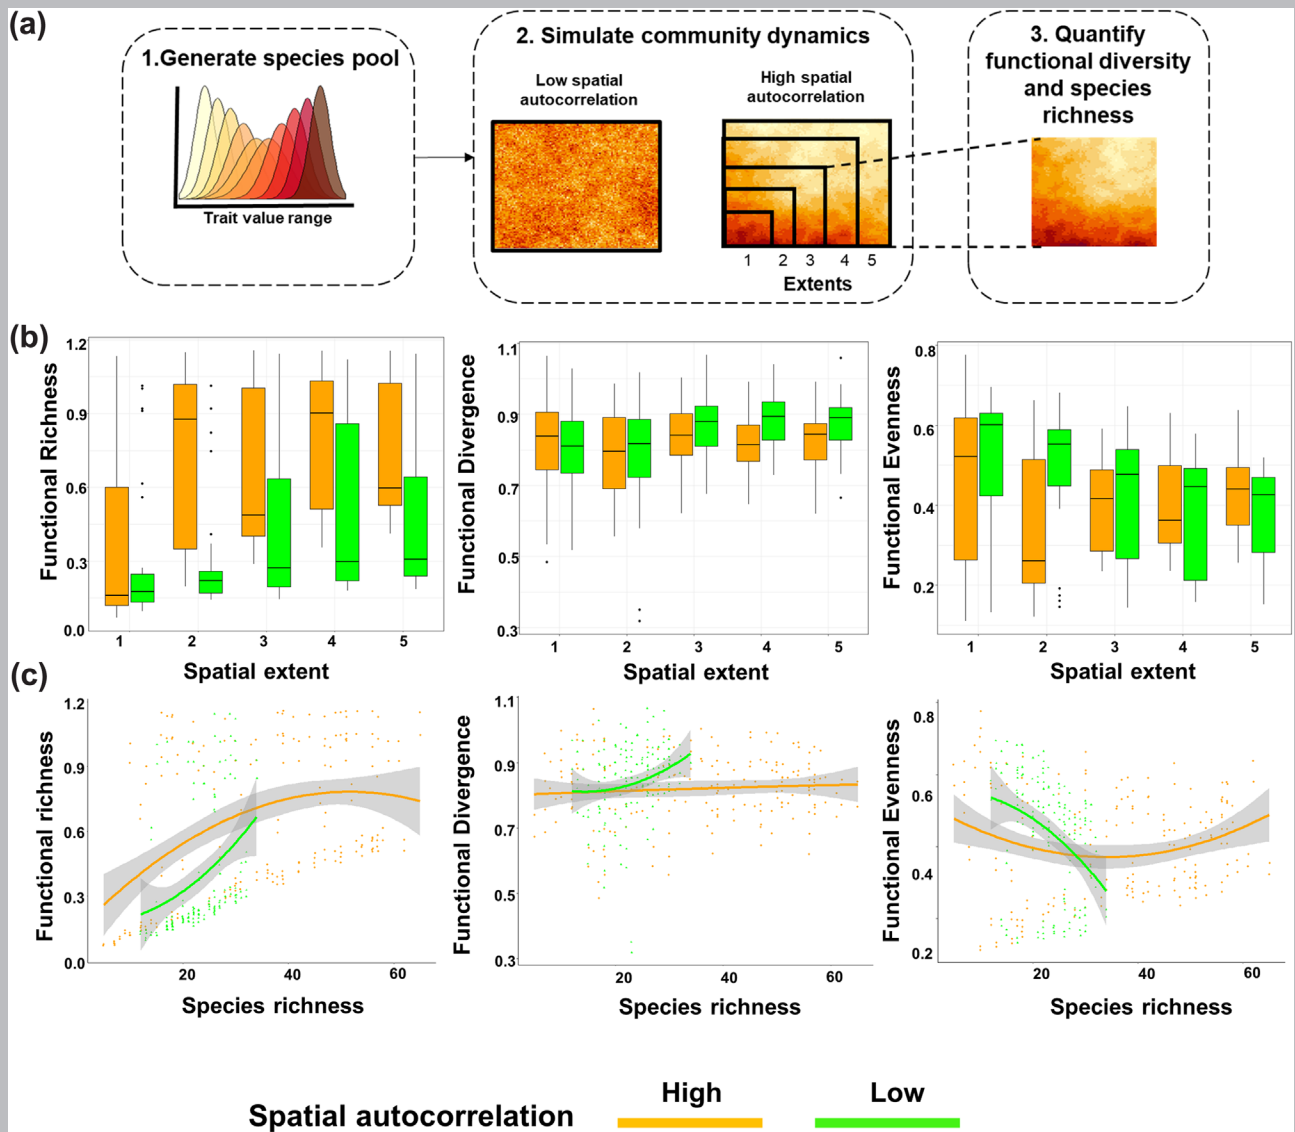 (a)
1.Generate species pool
Trait value range
2. Simulate community dynamics
Low spatial
autocorrelation
High spatial
autocorrelation
1 2 3 4 5
Extents
3. Quantify
functional diversity
and species
richness
(b)
Functional Richness
1.2
0.9
0.6
0.3
0.0
1 2 3 4 5
Spatial extent
Functional Divergence
1.1
0.9
0.7
0.5
0.3
1 2 3 4 5
Spatial extent
Functional Evenness
0.8
0.6
0.4
0.2
1 2 3 4 5
Spatial extent
(c)
Functional richness
1.2
0.9
0.6
0.3
0.0
20 40 60
Species richness
Functional Divergence
1.1
0.9
0.7
0.5
0.3
20 40 60
Species richness
Functional Evenness
0.8
0.6
0.4
0.2
20 40 60
Species richness
Spatial autocorrelation
High
Low